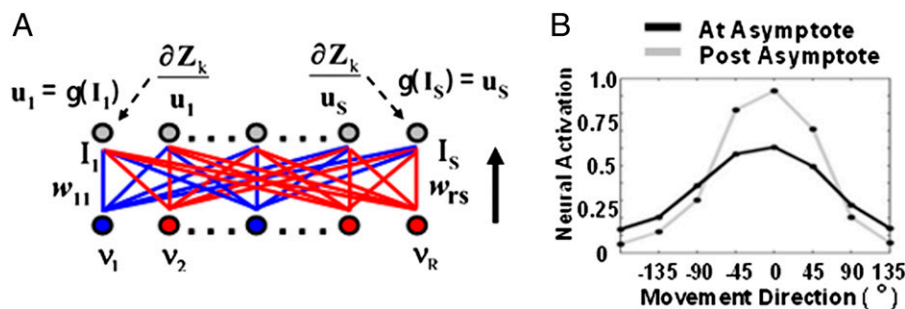 A
∂Z_k
u_1
∂Z_k
u_S
u_1 = g(I_1)
g(I_S) = u_S
I_1
I_S
w_11
w_rs
ν_1
ν_2
ν_R
B
At Asymptote
Post Asymptote
Neural Activation
1.0
0.75
0.5
0.25
0
-135 -90 -45 0 45 90 135
Movement Direction (°)